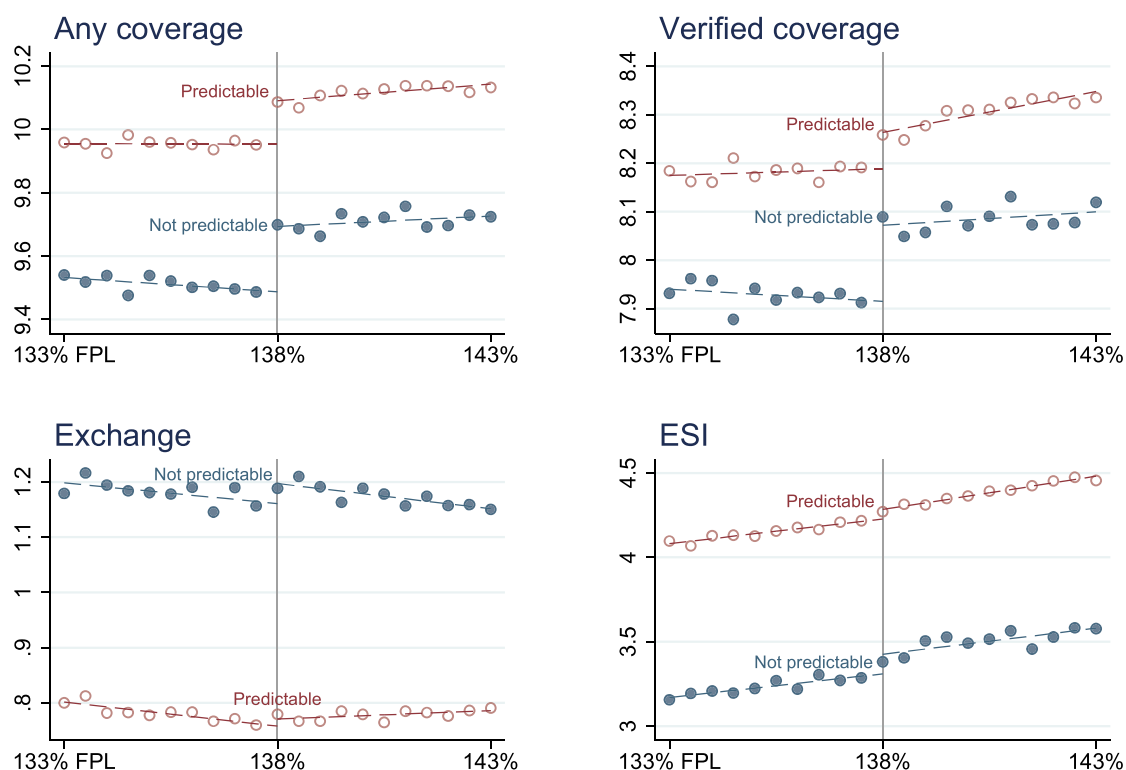 Any coverage
10.2
10
9.8
9.6
9.4
Predictable
Not predictable
133% FPL
138%
143%
Verified coverage
8.4
8.3
8.2
8.1
8
7.9
Predictable
Not predictable
133% FPL
138%
143%
Exchange
1.2
1.1
1
.9
.8
Not predictable
Predictable
133% FPL
138%
143%
ESI
4.5
4
3.5
3
Predictable
Not predictable
133% FPL
138%
143%